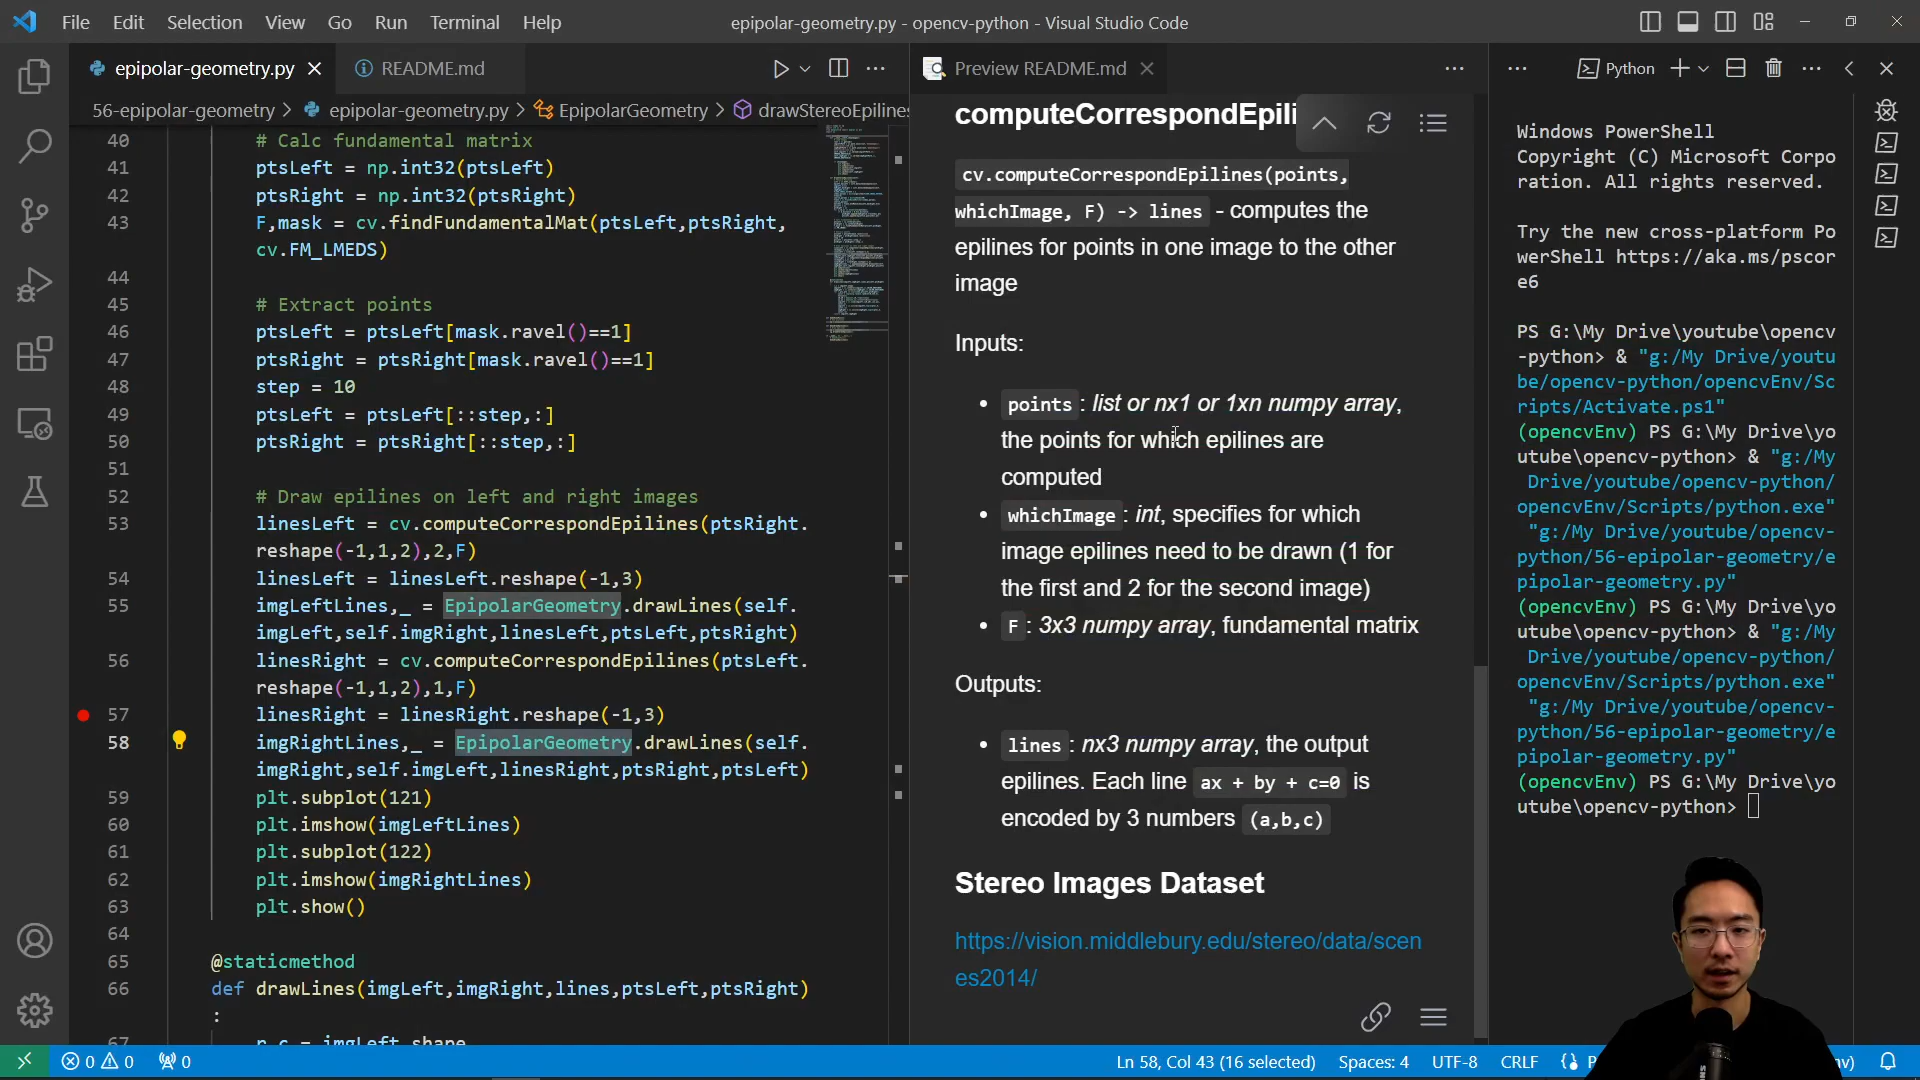 File Edit Selection View Go Run Terminal Help
epipolar-geometry.py - opencv-python - Visual Studio Code
epipolar-geometry.py
README.md
56-epipolar-geometry > epipolar-geometry.py > EpipolarGeometry > drawStereoEpilines
40 # Calc fundamental matrix
41 ptsLeft = np.int32(ptsLeft)
42 ptsRight = np.int32(ptsRight)
43 F,mask = cv.findFundamentalMat(ptsLeft,ptsRight,
cv.FM_LMEDS)
44
45 # Extract points
46 ptsLeft = ptsLeft[mask.ravel()==1]
47 ptsRight = ptsRight[mask.ravel()==1]
48 step = 10
49 ptsLeft = ptsLeft[::step,:]
50 ptsRight = ptsRight[::step,:]
51
52 # Draw epilines on left and right images
53 linesLeft = cv.computeCorrespondEpilines(ptsRight.
reshape(-1,1,2),2,F)
54 linesLeft = linesLeft.reshape(-1,3)
55 imgLeftLines,_ = EpipolarGeometry.drawLines(self.
imgLeft,self.imgRight,linesLeft,ptsLeft,ptsRight)
56 linesRight = cv.computeCorrespondEpilines(ptsLeft.
reshape(-1,1,2),1,F)
57 linesRight = linesRight.reshape(-1,3)
58 imgRightLines,_ = EpipolarGeometry.drawLines(self.
imgRight,self.imgLeft,linesRight,ptsRight,ptsLeft)
59 plt.subplot(121)
60 plt.imshow(imgLeftLines)
61 plt.subplot(122)
62 plt.imshow(imgRightLines)
63 plt.show()
64
65 @staticmethod
66 def drawLines(imgLeft,imgRight,lines,ptsLeft,ptsRight)
:
67 r,c = imgLeft.shape
Preview README.md
computeCorrespondEpili
cv.computeCorrespondEpilines(points,
whichImage, F) -> lines - computes the
epilines for points in one image to the other
image
Inputs:
• points : list or nx1 or 1xn numpy array,
the points for which epilines are
computed
• whichImage : int, specifies for which
image epilines need to be drawn (1 for
the first and 2 for the second image)
• F : 3x3 numpy array, fundamental matrix
Outputs:
• lines : nx3 numpy array, the output
epilines. Each line ax + by + c=0 is
encoded by 3 numbers (a,b,c)
Stereo Images Dataset
https://vision.middlebury.edu/stereo/data/scen
es2014/
Python
Windows PowerShell
Copyright (C) Microsoft Corpo
ration. All rights reserved.
Try the new cross-platform Po
werShell https://aka.ms/pscor
e6
PS G:\My Drive\youtube\opencv
-python> & "g:/My Drive/youtu
be/opencv-python/opencvEnv/Sc
ripts/Activate.ps1"
(opencvEnv) PS G:\My Drive\yo
utube\opencv-python> & "g:/My
Drive/youtube/opencv-python/
opencvEnv/Scripts/python.exe"
"g:/My Drive/youtube/opencv-
python/56-epipolar-geometry/e
pipolar-geometry.py"
(opencvEnv) PS G:\My Drive\yo
utube\opencv-python> & "g:/My
Drive/youtube/opencv-python/
opencvEnv/Scripts/python.exe"
"g:/My Drive/youtube/opencv-
python/56-epipolar-geometry/e
pipolar-geometry.py"
(opencvEnv) PS G:\My Drive\yo
utube\opencv-python>
0 0 0 Ln 58, Col 43 (16 selected) Spaces: 4 UTF-8 CRLF